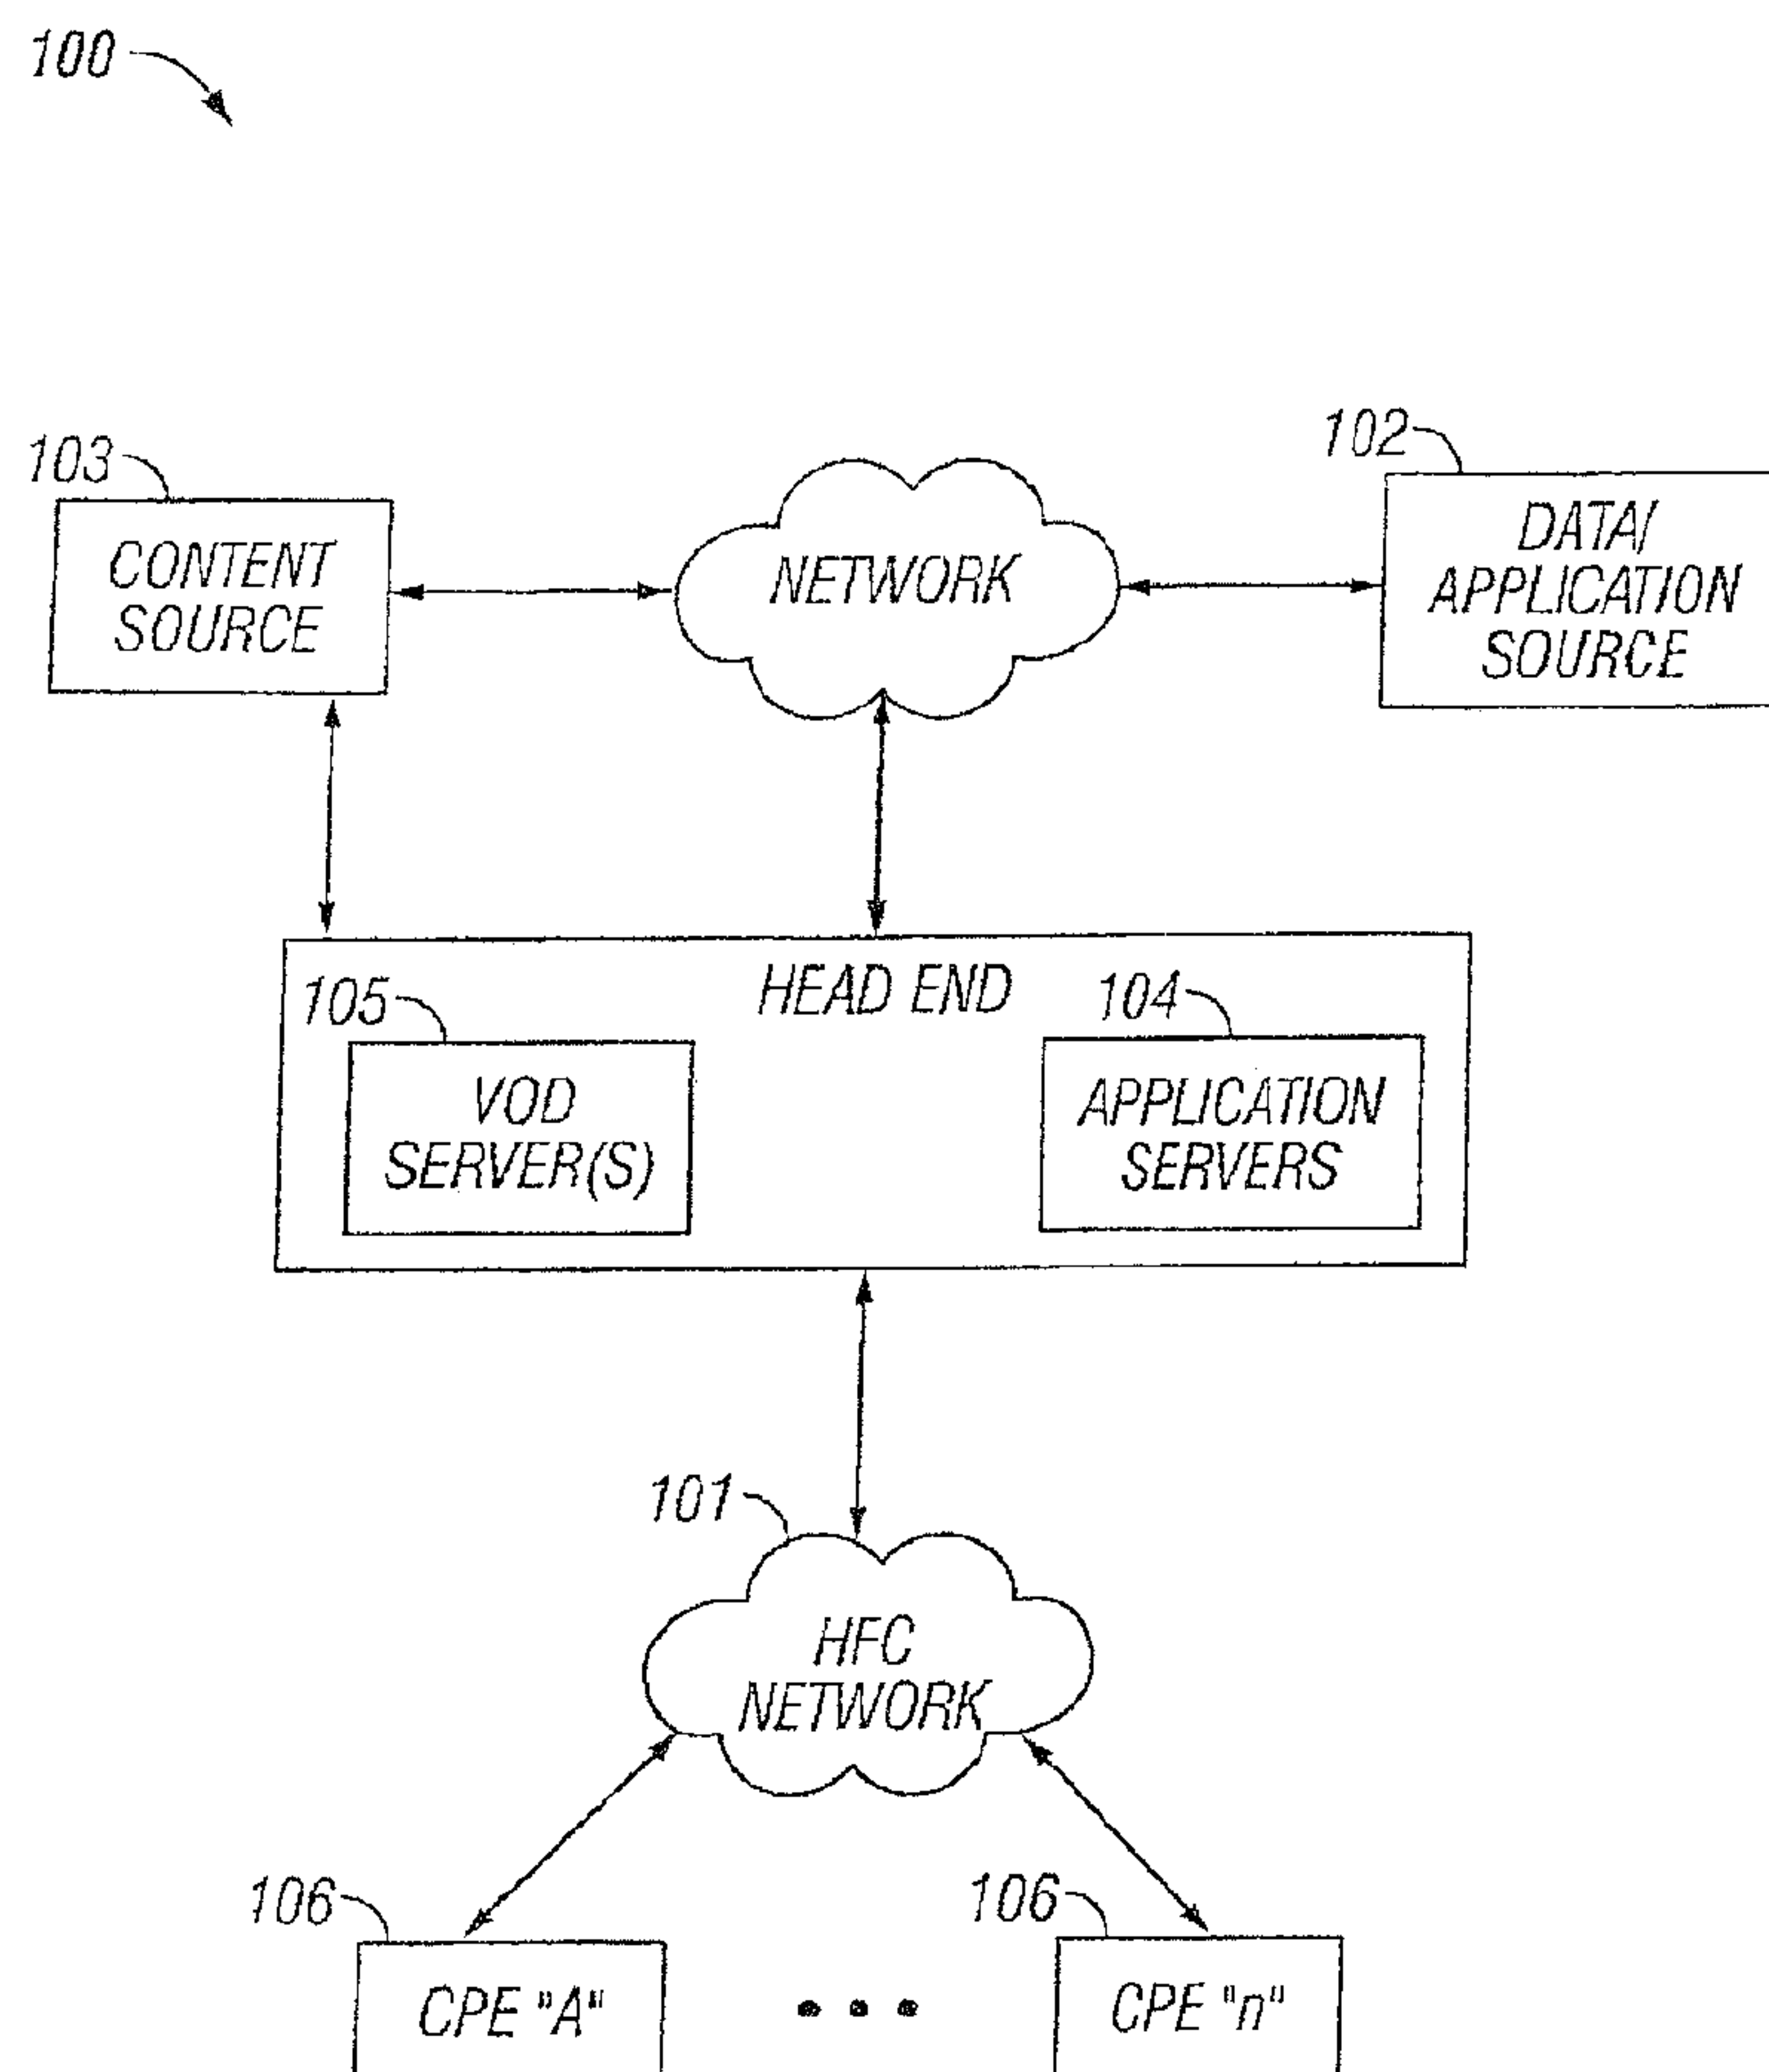 100
103
CONTENT
SOURCE
NETWORK
102
DATA/
APPLICATION
SOURCE
HEAD END
105
VOD
SERVER(S)
104
APPLICATION
SERVERS
101
HFC
NETWORK
106
CPE "A"
106
CPE "n"